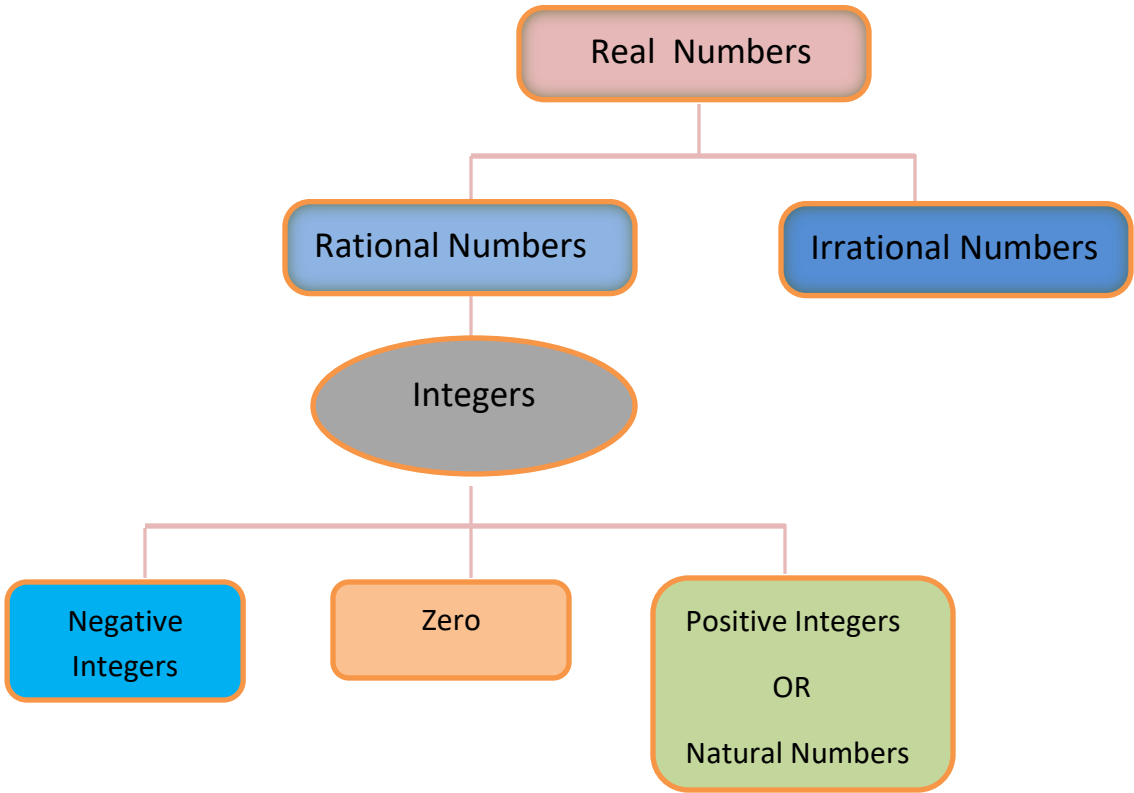 Real Numbers
Rational Numbers
Irrational Numbers
Integers
Negative
Integers
Zero
Positive Integers
OR
Natural Numbers